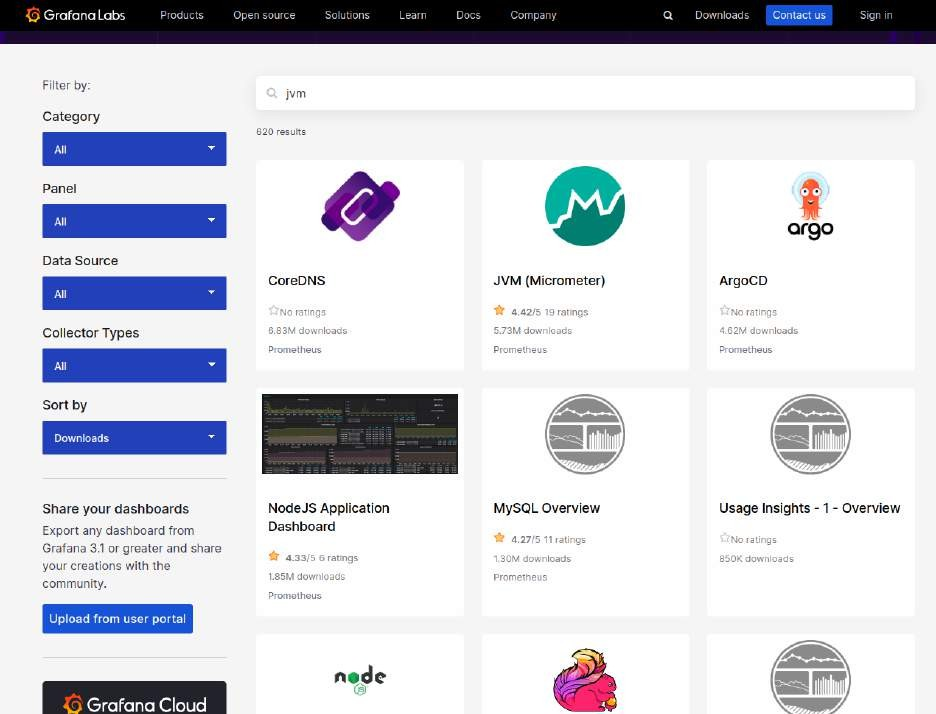 Grafana Labs
Products
Open source
Solutions
Learn
Docs
Company
Downloads
Contact us
Sign in
Filter by:
Category
All
Panel
All
Data Source
All
Collector Types
All
Sort by
Downloads
Share your dashboards
Export any dashboard from
Grafana 3.1 or greater and share
your creations with the
community.
Upload from user portal
Grafana Cloud
jvm
620 results
CoreDNS
No ratings
6.83M downloads
Prometheus
JVM (Micrometer)
4.42/5 19 ratings
5.73M downloads
Prometheus
argo
ArgoCD
No ratings
4.62M downloads
Prometheus
NodeJS Application
Dashboard
4.33/5 6 ratings
1.85M downloads
Prometheus
MySQL Overview
4.27/5 11 ratings
1.30M downloads
Prometheus
Usage Insights - 1 - Overview
No ratings
850K downloads
node
JS